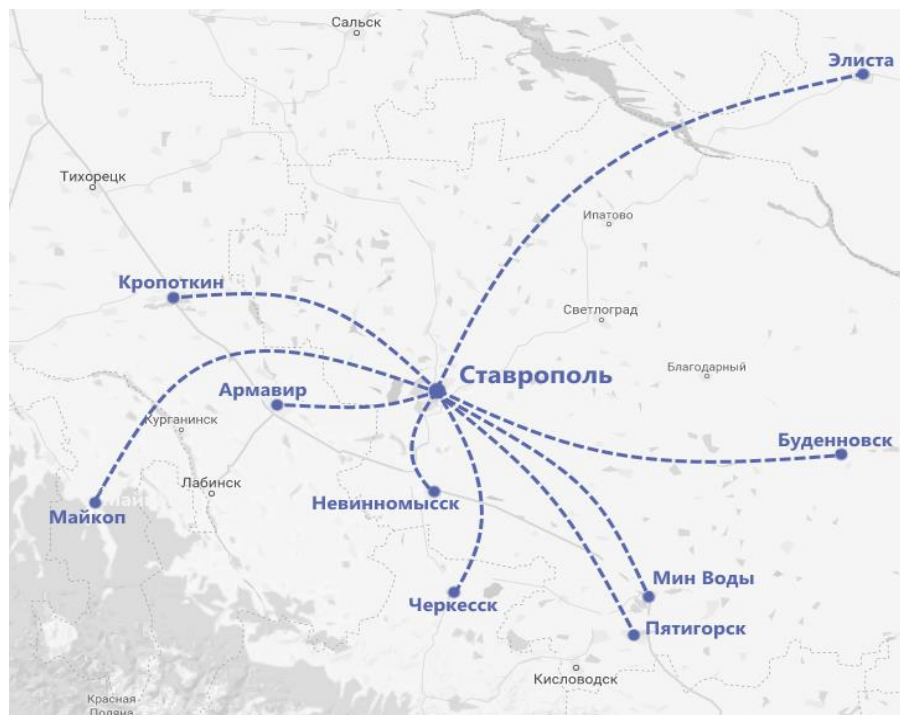 Сальск
Элиста
Тихорецк
Ипатово
Кропоткин
Светлоград
Ставрополь
Благодарный
Армавир
Курганинск
Буденновск
Лабинск
Невинномысск
Майкоп
Мин Воды
Черкесск
Пятигорск
Кисловодск
Красная
Поляна